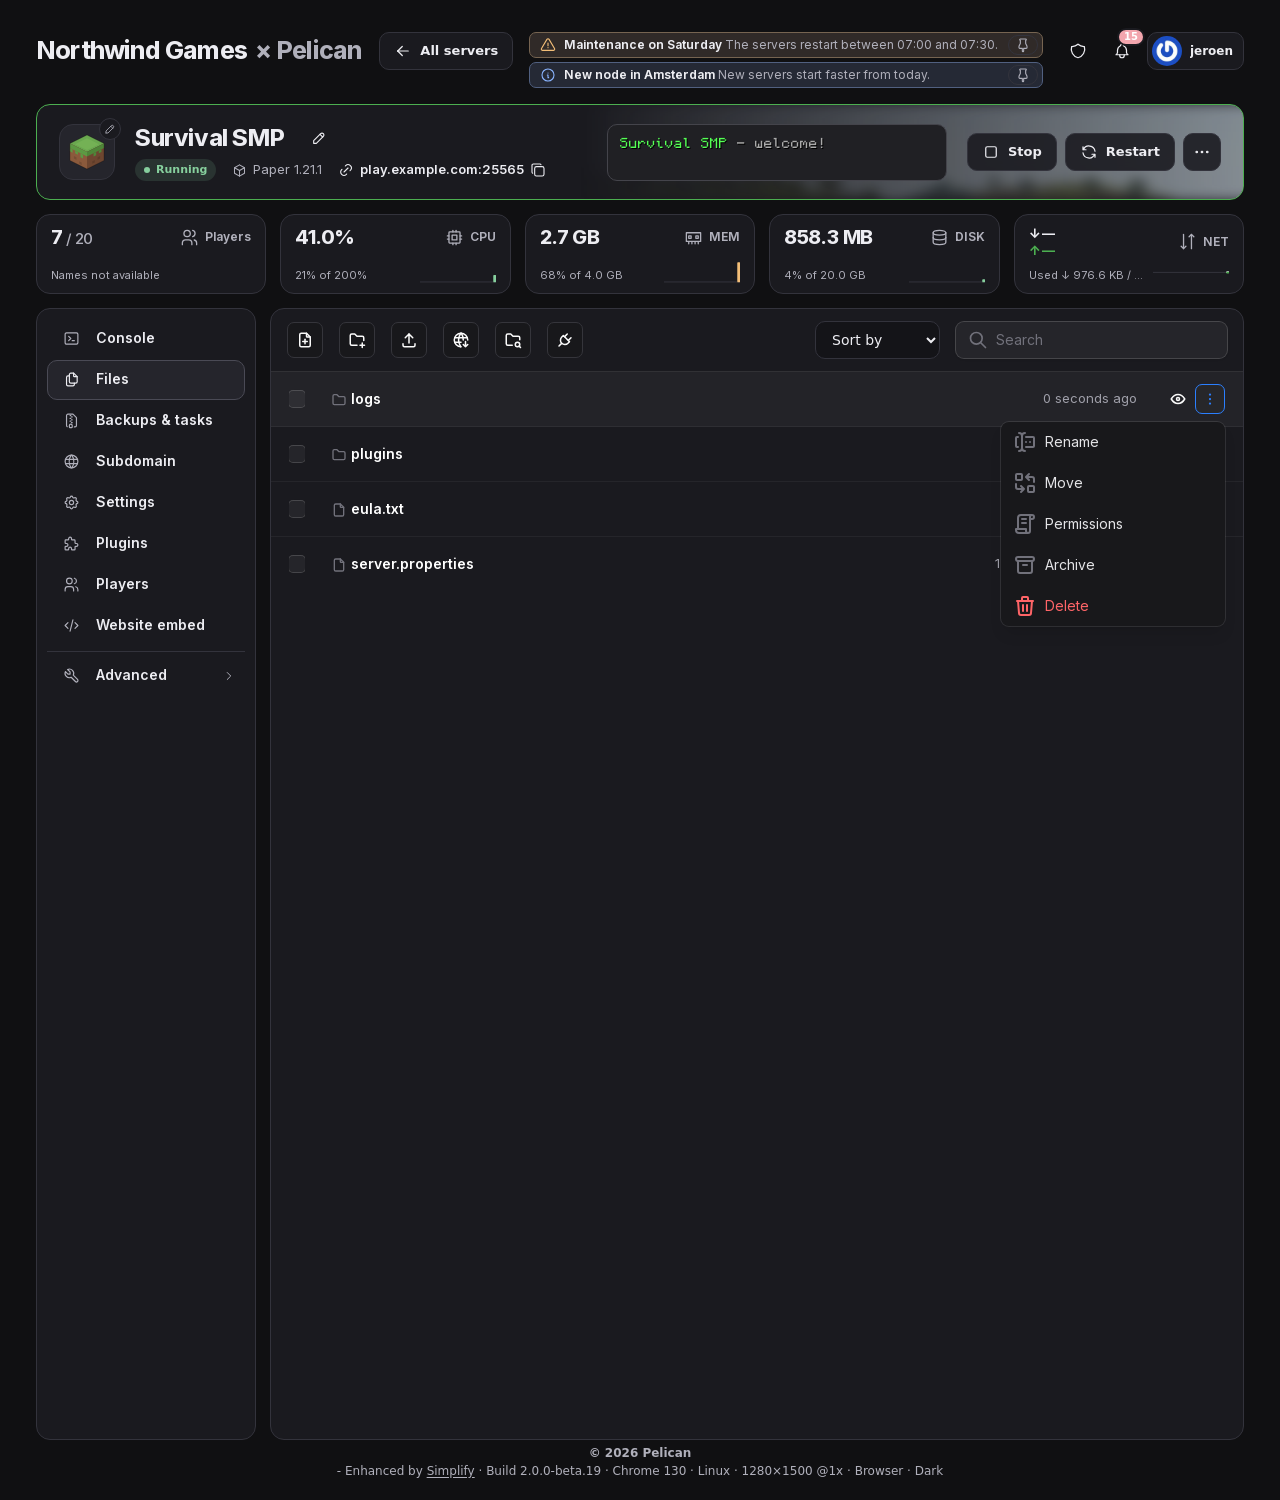 Northwind Games × Pelican
All servers
Maintenance on Saturday The servers restart between 07:00 and 07:30.
New node in Amsterdam New servers start faster from today.
15
jeroen
Survival SMP
Running
Paper 1.21.1
play.example.com:25565
Survival SMP - welcome!
Stop
Restart
7 / 20
Players
Names not available
41.0%
CPU
21% of 200%
2.7 GB
MEM
68% of 4.0 GB
858.3 MB
DISK
4% of 20.0 GB
↓—
↑—
NET
Used ↓ 976.6 KB / ...
Console
Files
Backups & tasks
Subdomain
Settings
Plugins
Players
Website embed
Advanced
Sort by
Search
logs
0 seconds ago
plugins
eula.txt
server.properties
1
Rename
Move
Permissions
Archive
Delete
© 2026 Pelican
- Enhanced by Simplify · Build 2.0.0-beta.19 · Chrome 130 · Linux · 1280×1500 @1x · Browser · Dark